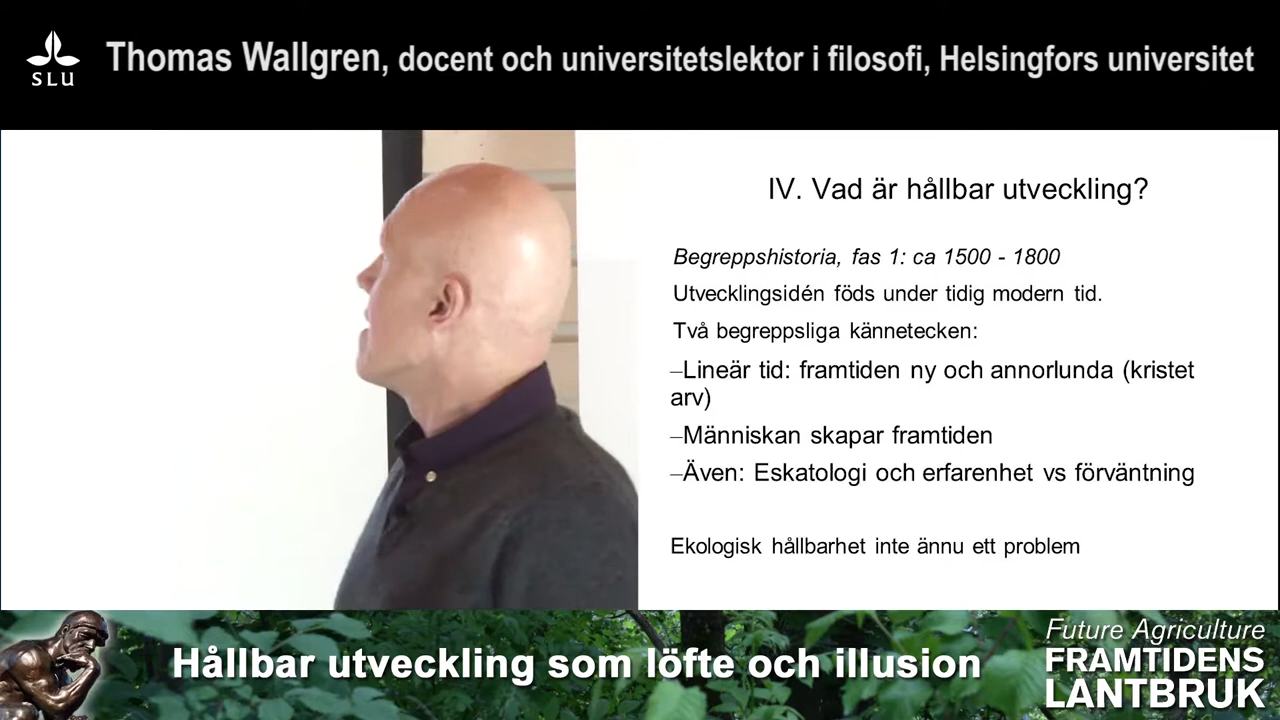 SLU
Thomas Wallgren, docent och universitetslektor i filosofi, Helsingfors universitet
IV. Vad är hållbar utveckling?
Begreppshistoria, fas 1: ca 1500 - 1800
Utvecklingsidén föds under tidig modern tid.
Två begreppsliga kännetecken:
–Lineär tid: framtiden ny och annorlunda (kristet
arv)
–Människan skapar framtiden
–Även: Eskatologi och erfarenhet vs förväntning
Ekologisk hållbarhet inte ännu ett problem
Hållbar utveckling som löfte och illusion
Future Agriculture
FRAMTIDENS
LANTBRUK